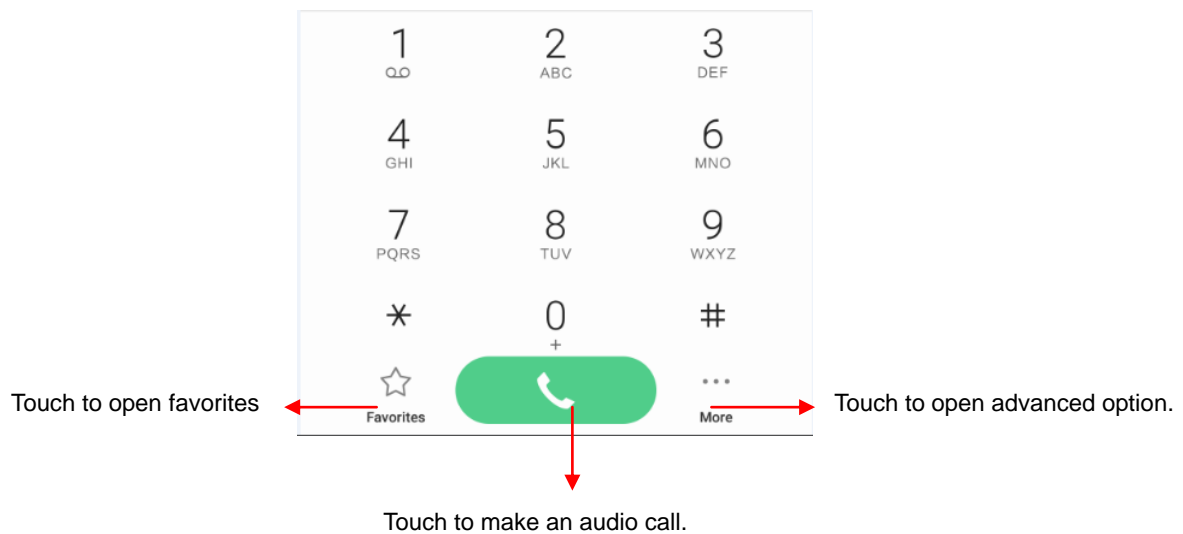 1 2 3
ABC DEF
4 5 6
GHI JKL MNO
7 8 9
PQRS TUV WXYZ
* 0 #
+
Touch to open favorites
Favorites
More
Touch to open advanced option.
Touch to make an audio call.